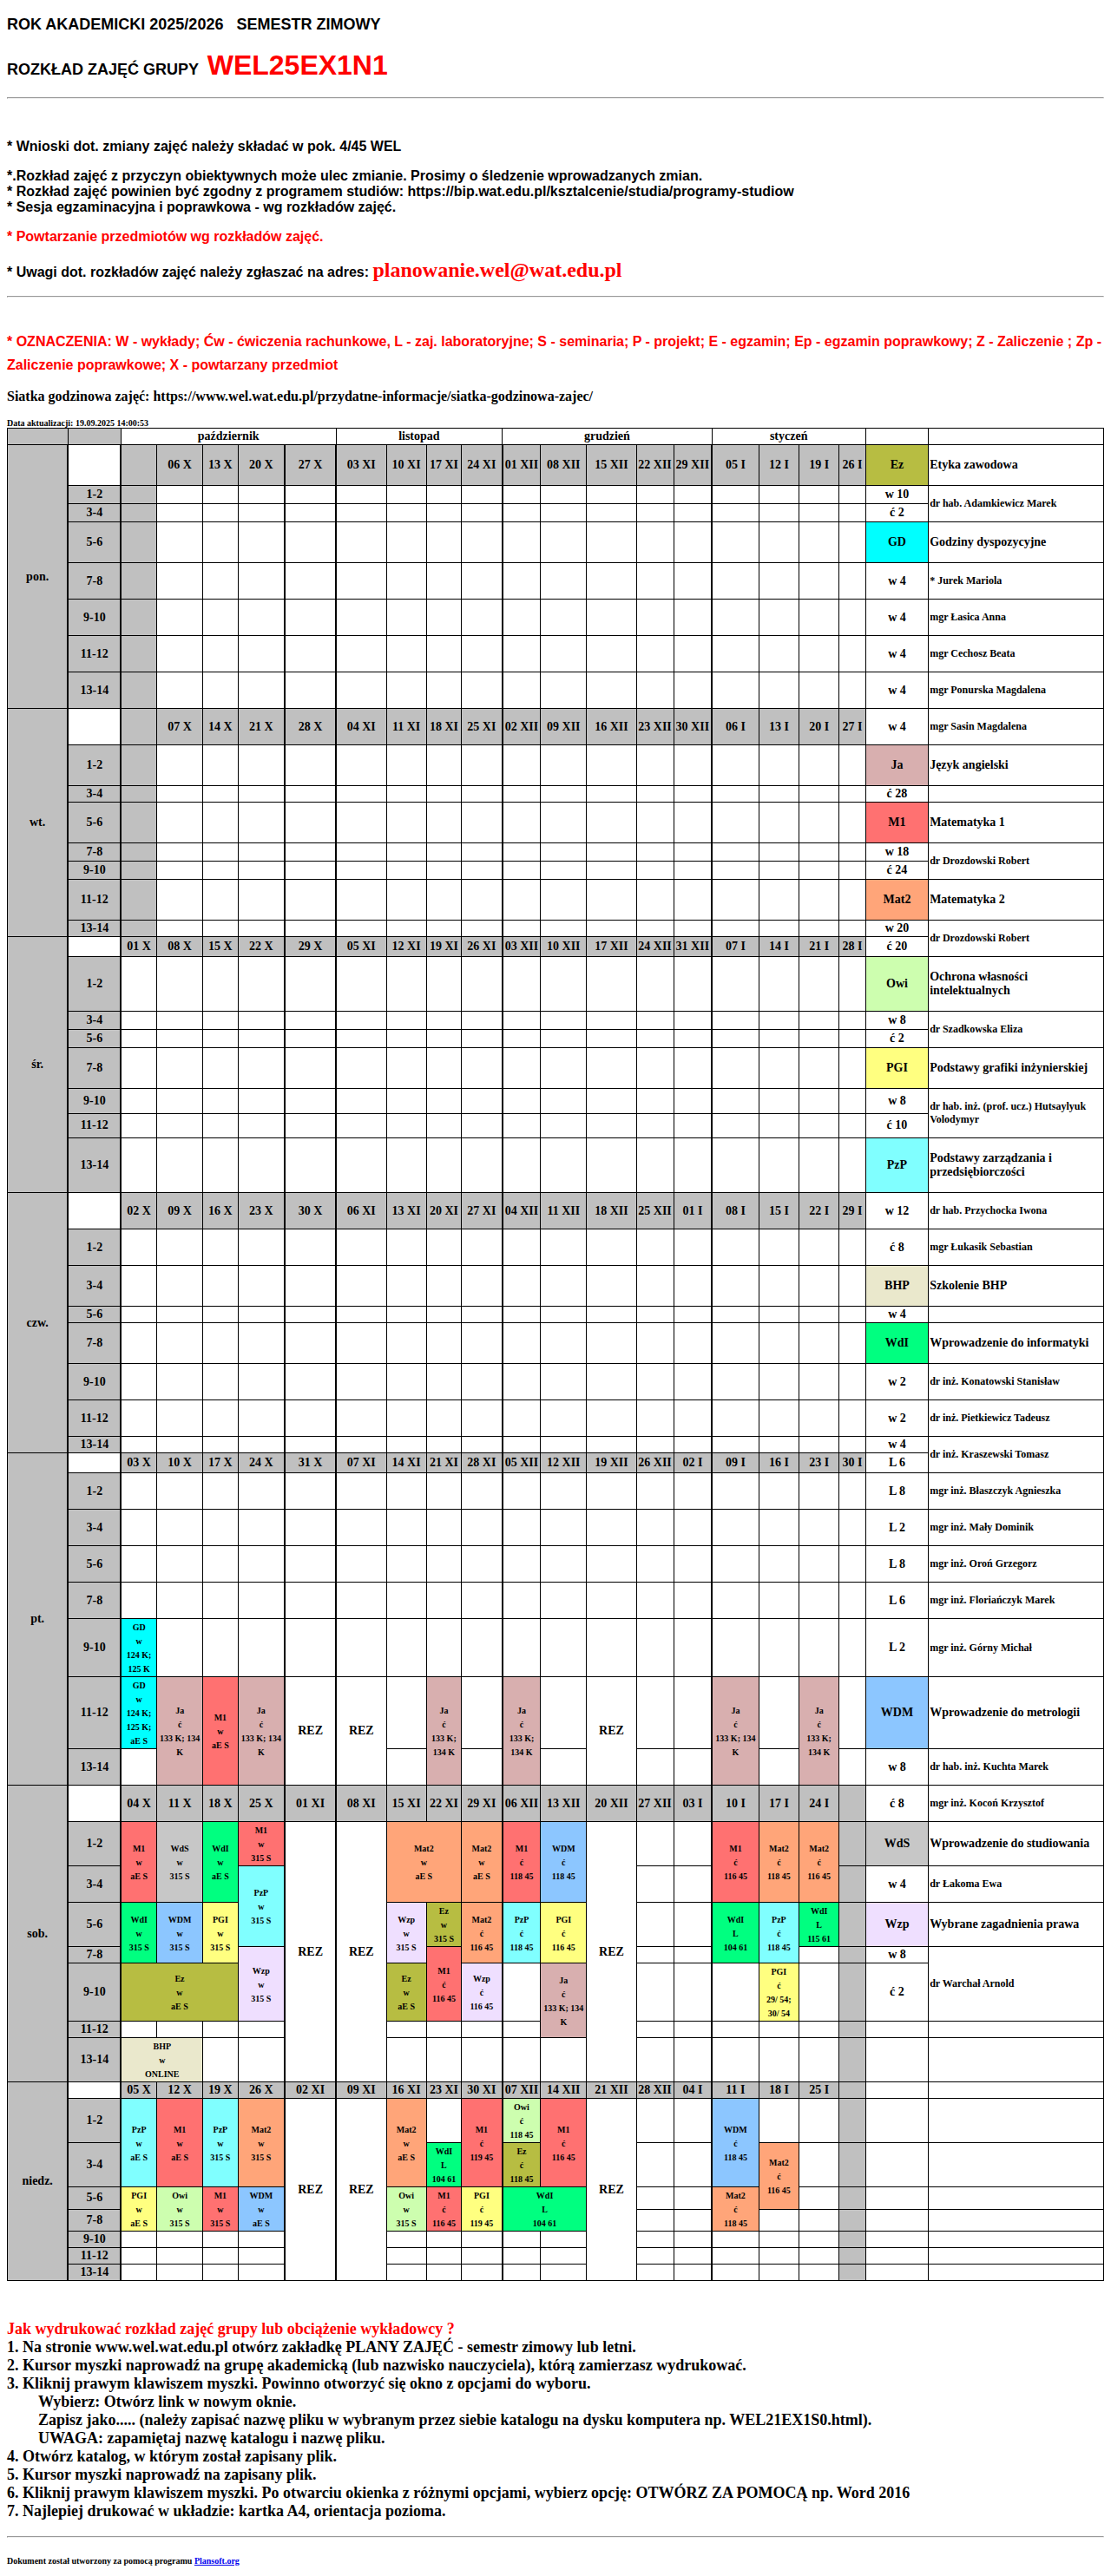 ROK AKADEMICKI 2025/2026 SEMESTR ZIMOWY
ROZKŁAD ZAJĘĆ GRUPY WEL25EX1N1
* Wnioski dot. zmiany zajęć należy składać w pok. 4/45 WEL
*.Rozkład zajęć z przyczyn obiektywnych może ulec zmianie. Prosimy o śledzenie wprowadzanych zmian.
* Rozkład zajęć powinien być zgodny z programem studiów: https://bip.wat.edu.pl/ksztalcenie/studia/programy-studiow
* Sesja egzaminacyjna i poprawkowa - wg rozkładów zajęć.
* Powtarzanie przedmiotów wg rozkładów zajęć.
* Uwagi dot. rozkładów zajęć należy zgłaszać na adres: planowanie.wel@wat.edu.pl
* OZNACZENIA: W - wykłady; Ćw - ćwiczenia rachunkowe, L - zaj. laboratoryjne; S - seminaria; P - projekt; E - egzamin; Ep - egzamin poprawkowy; Z - Zaliczenie ; Zp -
Zaliczenie poprawkowe; X - powtarzany przedmiot
Siatka godzinowa zajęć: https://www.wel.wat.edu.pl/przydatne-informacje/siatka-godzinowa-zajec/
Data aktualizacji: 19.09.2025 14:00:53
październik listopad grudzień styczeń
pon. 06 X 13 X 20 X 27 X 03 XI 10 XI 17 XI 24 XI 01 XII 08 XII 15 XII 22 XII 29 XII 05 I 12 I 19 I 26 I Ez Etyka zawodowa
1-2 w 10 dr hab. Adamkiewicz Marek
3-4 ć 2
5-6 GD Godziny dyspozycyjne
7-8 w 4 * Jurek Mariola
9-10 w 4 mgr Łasica Anna
11-12 w 4 mgr Cechosz Beata
13-14 w 4 mgr Ponurska Magdalena
wt. 07 X 14 X 21 X 28 X 04 XI 11 XI 18 XI 25 XI 02 XII 09 XII 16 XII 23 XII 30 XII 06 I 13 I 20 I 27 I w 4 mgr Sasin Magdalena
1-2 Ja Język angielski
3-4 ć 28
5-6 M1 Matematyka 1
7-8 w 18 dr Drozdowski Robert
9-10 ć 24
11-12 Mat2 Matematyka 2
13-14 w 20 dr Drozdowski Robert
śr. 01 X 08 X 15 X 22 X 29 X 05 XI 12 XI 19 XI 26 XI 03 XII 10 XII 17 XII 24 XII 31 XII 07 I 14 I 21 I 28 I ć 20
1-2 Owi Ochrona własności intelektualnych
3-4 w 8 dr Szadkowska Eliza
5-6 ć 2
7-8 PGI Podstawy grafiki inżynierskiej
9-10 w 8 dr hab. inż. (prof. ucz.) Hutsaylyuk Volodymyr
11-12 ć 10
13-14 PzP Podstawy zarządzania i przedsiębiorczości
czw. 02 X 09 X 16 X 23 X 30 X 06 XI 13 XI 20 XI 27 XI 04 XII 11 XII 18 XII 25 XII 01 I 08 I 15 I 22 I 29 I w 12 dr hab. Przychocka Iwona
1-2 ć 8 mgr Łukasik Sebastian
3-4 BHP Szkolenie BHP
5-6 w 4
7-8 WdI Wprowadzenie do informatyki
9-10 w 2 dr inż. Konatowski Stanisław
11-12 w 2 dr inż. Pietkiewicz Tadeusz
13-14 w 4 dr inż. Kraszewski Tomasz
pt. 03 X 10 X 17 X 24 X 31 X 07 XI 14 XI 21 XI 28 XI 05 XII 12 XII 19 XII 26 XII 02 I 09 I 16 I 23 I 30 I L 6
1-2 L 8 mgr inż. Błaszczyk Agnieszka
3-4 L 2 mgr inż. Mały Dominik
5-6 L 8 mgr inż. Oroń Grzegorz
7-8 L 6 mgr inż. Floriańczyk Marek
9-10 GD w 124 K; 125 K L 2 mgr inż. Górny Michał
11-12 GD w 124 K; 125 K; aE S Ja ć 133 K; 134 K M1 w aE S Ja ć 133 K; 134 K REZ REZ Ja ć 133 K; 134 K Ja ć 133 K; 134 K REZ Ja ć 133 K; 134 K Ja ć 133 K; 134 K WDM Wprowadzenie do metrologii
13-14 w 8 dr hab. inż. Kuchta Marek
sob. 04 X 11 X 18 X 25 X 01 XI 08 XI 15 XI 22 XI 29 XI 06 XII 13 XII 20 XII 27 XII 03 I 10 I 17 I 24 I ć 8 mgr inż. Kocoń Krzysztof
1-2 M1 w aE S WdS w 315 S WdI w aE S M1 w 315 S REZ REZ Mat2 w aE S Mat2 w aE S M1 ć 118 45 WDM ć 118 45 REZ M1 ć 116 45 Mat2 ć 118 45 Mat2 ć 116 45 WdS Wprowadzenie do studiowania
3-4 PzP w 315 S w 4 dr Łakoma Ewa
5-6 WdI w 315 S WDM w 315 S PGI w 315 S Wzp w 315 S Ez w 315 S Mat2 ć 116 45 PzP ć 118 45 PGI ć 116 45 WdI L 104 61 PzP ć 118 45 WdI L 115 61 Wzp Wybrane zagadnienia prawa
7-8 Wzp w 315 S M1 ć 116 45 w 8 dr Warchał Arnold
9-10 Ez w aE S Ez w aE S Wzp ć 116 45 Ja ć 133 K; 134 K PGI ć 29/ 54; 30/ 54 ć 2
11-12
13-14 BHP w ONLINE
niedz. 05 X 12 X 19 X 26 X 02 XI 09 XI 16 XI 23 XI 30 XI 07 XII 14 XII 21 XII 28 XII 04 I 11 I 18 I 25 I
1-2 PzP w aE S M1 w aE S PzP w 315 S Mat2 w 315 S REZ REZ Mat2 w aE S M1 ć 119 45 Owi ć 118 45 M1 ć 116 45 REZ WDM ć 118 45
3-4 WdI L 104 61 Ez ć 118 45 Mat2 ć 116 45
5-6 PGI w aE S Owi w 315 S M1 w 315 S WDM w aE S Owi w 315 S M1 ć 116 45 PGI ć 119 45 WdI L 104 61 Mat2 ć 118 45
7-8
9-10
11-12
13-14
Jak wydrukować rozkład zajęć grupy lub obciążenie wykładowcy ?
1. Na stronie www.wel.wat.edu.pl otwórz zakładkę PLANY ZAJĘĆ - semestr zimowy lub letni.
2. Kursor myszki naprowadź na grupę akademicką (lub nazwisko nauczyciela), którą zamierzasz wydrukować.
3. Kliknij prawym klawiszem myszki. Powinno otworzyć się okno z opcjami do wyboru.
Wybierz: Otwórz link w nowym oknie.
Zapisz jako..... (należy zapisać nazwę pliku w wybranym przez siebie katalogu na dysku komputera np. WEL21EX1S0.html).
UWAGA: zapamiętaj nazwę katalogu i nazwę pliku.
4. Otwórz katalog, w którym został zapisany plik.
5. Kursor myszki naprowadź na zapisany plik.
6. Kliknij prawym klawiszem myszki. Po otwarciu okienka z różnymi opcjami, wybierz opcję: OTWÓRZ ZA POMOCĄ np. Word 2016
7. Najlepiej drukować w układzie: kartka A4, orientacja pozioma.
Dokument został utworzony za pomocą programu Plansoft.org